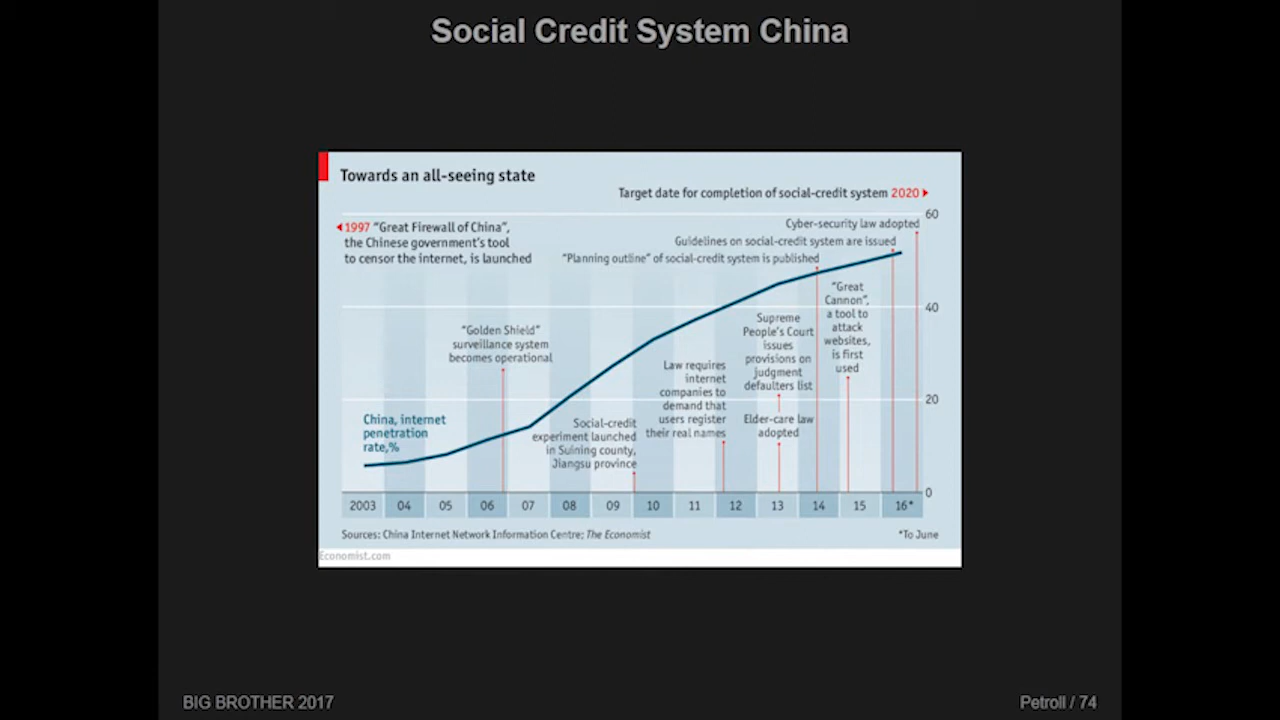 Social Credit System China
Towards an all-seeing state
Target date for completion of social-credit system 2020
1997 "Great Firewall of China",
the Chinese government's tool
to censor the internet, is launched
Cyber-security law adopted
Guidelines on social-credit system are issued
"Planning outline" of social-credit system is published
60
40
20
0
"Golden Shield"
surveillance system
becomes operational
China, internet
penetration
rate,%
Social-credit
experiment launched
in Suining county,
Jiangsu province
Law requires
internet
companies to
demand that
users register
their real names
Supreme
People's Court
issues
provisions on
judgment
defaulters list
Elder-care law
adopted
"Great
Cannon",
a tool to
attack
websites,
is first
used
2003 04 05 06 07 08 09 10 11 12 13 14 15 16*
Sources: China Internet Network Information Centre; The Economist
*To June
Economist.com
BIG BROTHER 2017
Petroll / 74